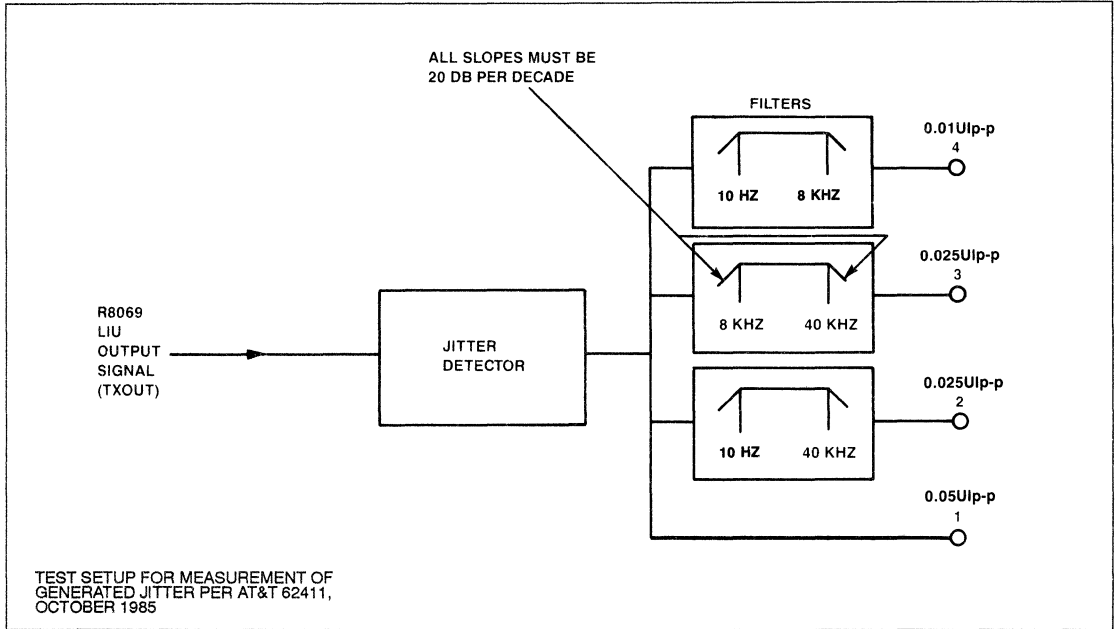 ALL SLOPES MUST BE
20 DB PER DECADE
FILTERS
0.01UIp-p
4
10 HZ 8 KHZ
0.025UIp-p
3
8 KHZ 40 KHZ
R8069
LIU
OUTPUT
SIGNAL
(TXOUT)
JITTER
DETECTOR
0.025UIp-p
2
10 HZ 40 KHZ
0.05UIp-p
1
TEST SETUP FOR MEASUREMENT OF
GENERATED JITTER PER AT&T 62411,
OCTOBER 1985